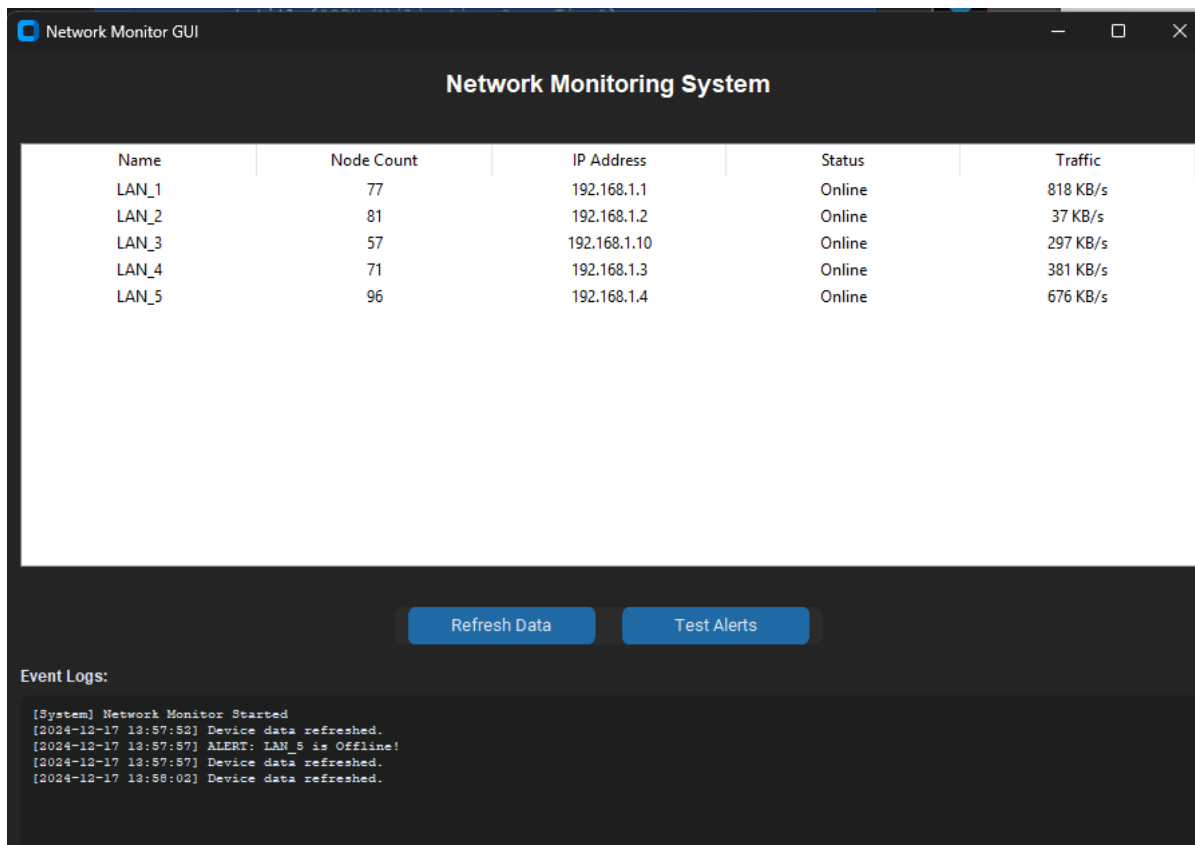 Network Monitor GUI
Network Monitoring System
Name Node Count IP Address Status Traffic
LAN_1 77 192.168.1.1 Online 818 KB/s
LAN_2 81 192.168.1.2 Online 37 KB/s
LAN_3 57 192.168.1.10 Online 297 KB/s
LAN_4 71 192.168.1.3 Online 381 KB/s
LAN_5 96 192.168.1.4 Online 676 KB/s
Refresh Data Test Alerts
Event Logs:
[System] Network Monitor Started
[2024-12-17 13:57:52] Device data refreshed.
[2024-12-17 13:57:57] ALERT: LAN_5 is Offline!
[2024-12-17 13:57:57] Device data refreshed.
[2024-12-17 13:58:02] Device data refreshed.